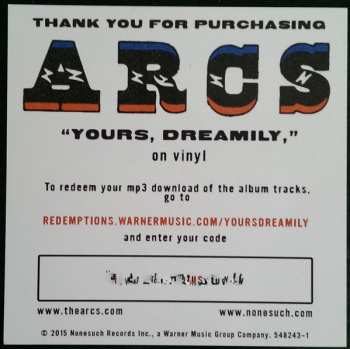 THANK YOU FOR PURCHASING
ARCS
"YOURS, DREAMILY,"
on vinyl
To redeem your mp3 download of the album tracks,
go to
REDEMPTIONS.WARNERMUSIC.COM/YOURSDREAMILY
and enter your code
www.thearcs.com www.nonesuch.com
© 2015 Nonesuch Records Inc., a Warner Music Group Company. 548243-1